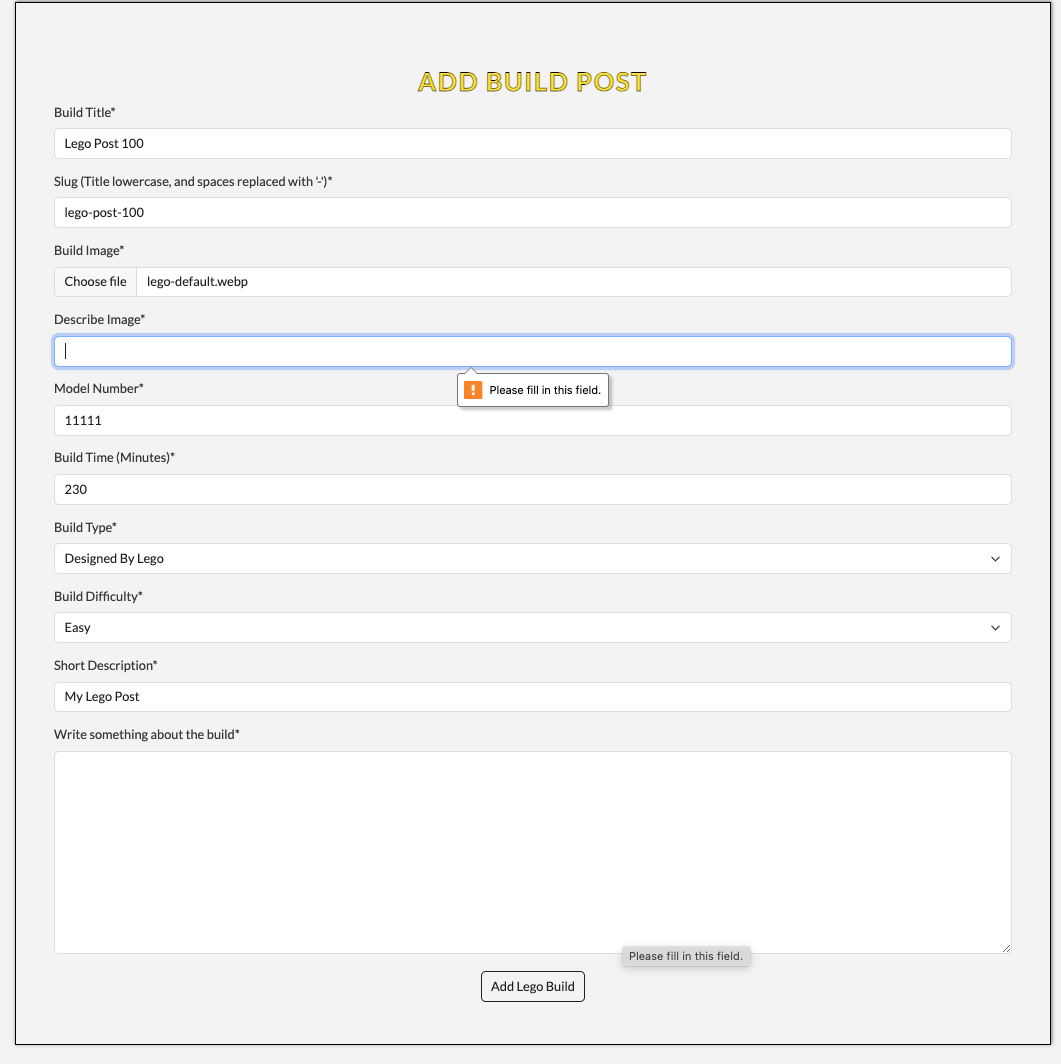 ADD BUILD POST
Build Title*
Lego Post 100
Slug (Title lowercase, and spaces replaced with '-')*
lego-post-100
Build Image*
Choose file lego-default.webp
Describe Image*
Please fill in this field.
Model Number*
11111
Build Time (Minutes)*
230
Build Type*
Designed By Lego
Build Difficulty*
Easy
Short Description*
My Lego Post
Write something about the build*
Please fill in this field.
Add Lego Build